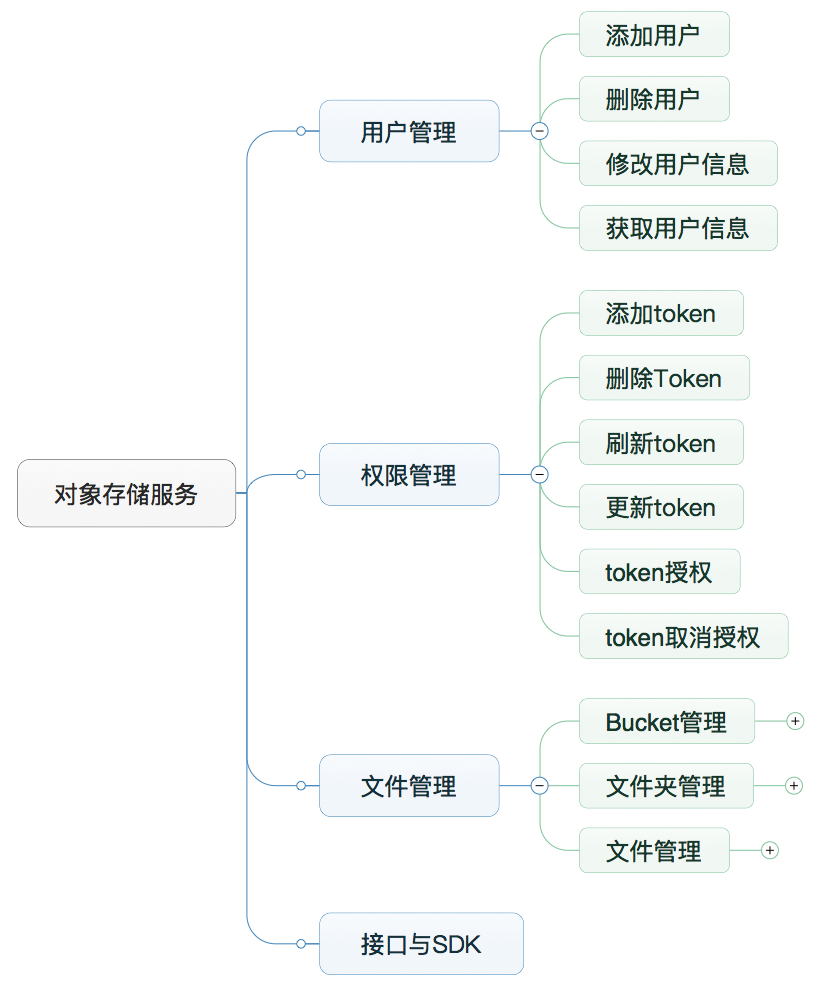 对象存储服务
用户管理
添加用户
删除用户
修改用户信息
获取用户信息
权限管理
添加token
删除Token
刷新token
更新token
token授权
token取消授权
文件管理
Bucket管理
文件夹管理
文件管理
接口与SDK